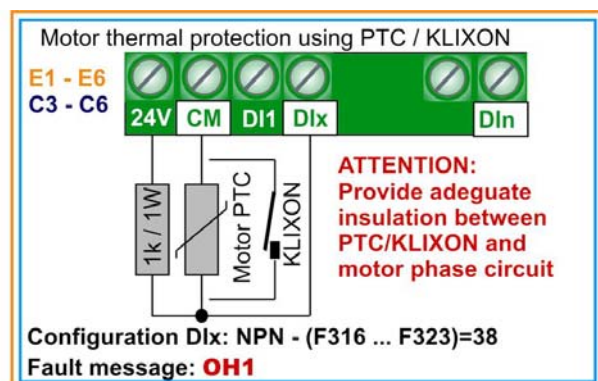 Motor thermal protection using PTC / KLIXON
E1 - E6
C3 - C6
24V CM DI1 DIx DIn
1k / 1W
Motor PTC
KLIXON
ATTENTION:
Provide adeguate
insulation between
PTC/KLIXON and
motor phase circuit
Configuration DIx: NPN - (F316 ... F323)=38
Fault message: OH1